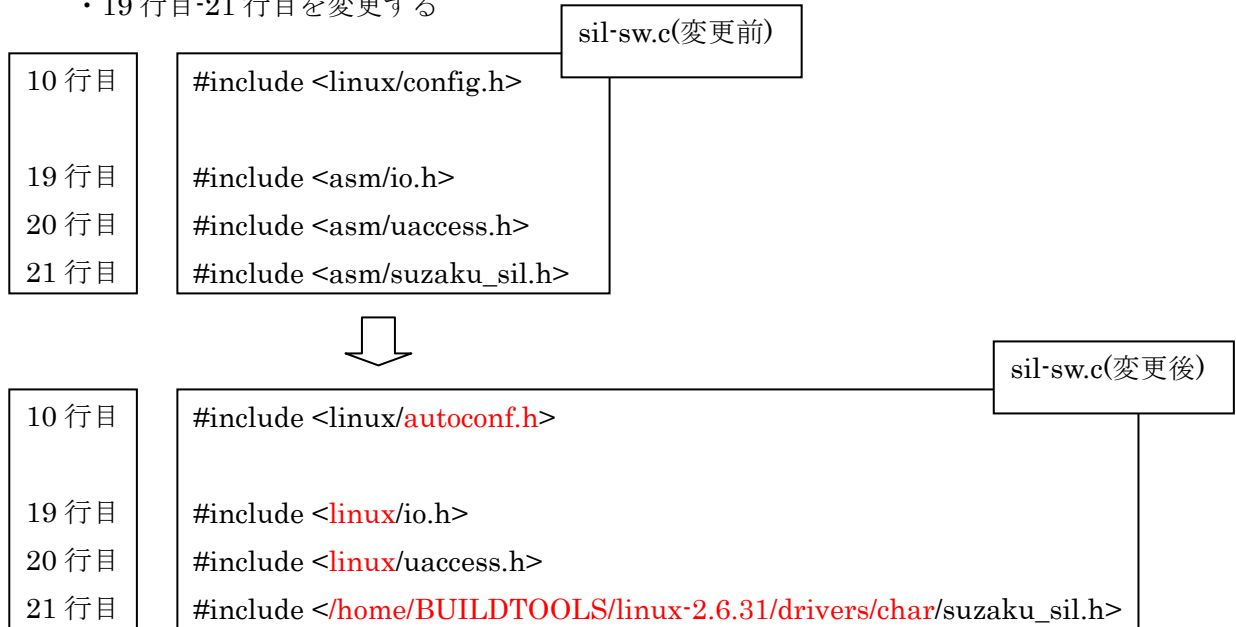 ・19 行目-21 行目を変更する
sil-sw.c(変更前)
10 行目 #include <linux/config.h>
19 行目 #include <asm/io.h>
20 行目 #include <asm/uaccess.h>
21 行目 #include <asm/suzaku_sil.h>
sil-sw.c(変更後)
10 行目 #include <linux/autoconf.h>
19 行目 #include <linux/io.h>
20 行目 #include <linux/uaccess.h>
21 行目 #include </home/BUILDTOOLS/linux-2.6.31/drivers/char/suzaku_sil.h>